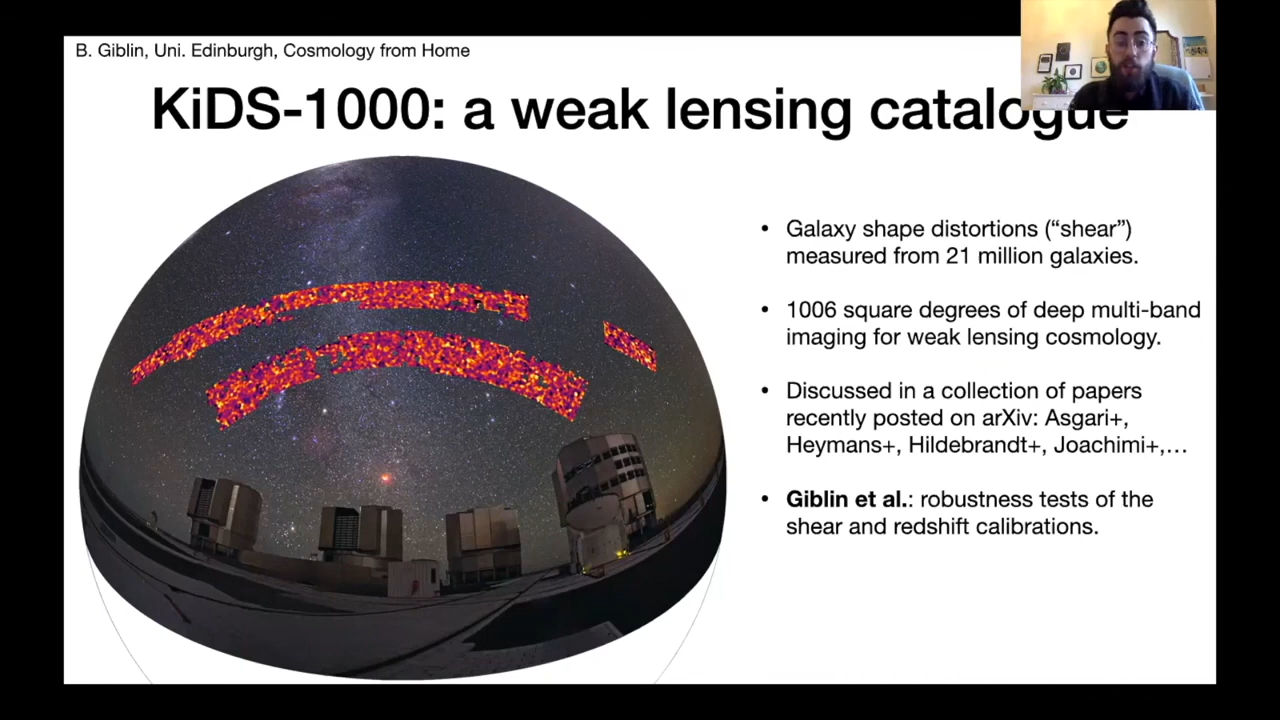 B. Giblin, Uni. Edinburgh, Cosmology from Home
KiDS-1000: a weak lensing catalogue
• Galaxy shape distortions (“shear”)
measured from 21 million galaxies.
• 1006 square degrees of deep multi-band
imaging for weak lensing cosmology.
• Discussed in a collection of papers
recently posted on arXiv: Asgari+,
Heymans+, Hildebrandt+, Joachimi+,…
• Giblin et al.: robustness tests of the
shear and redshift calibrations.